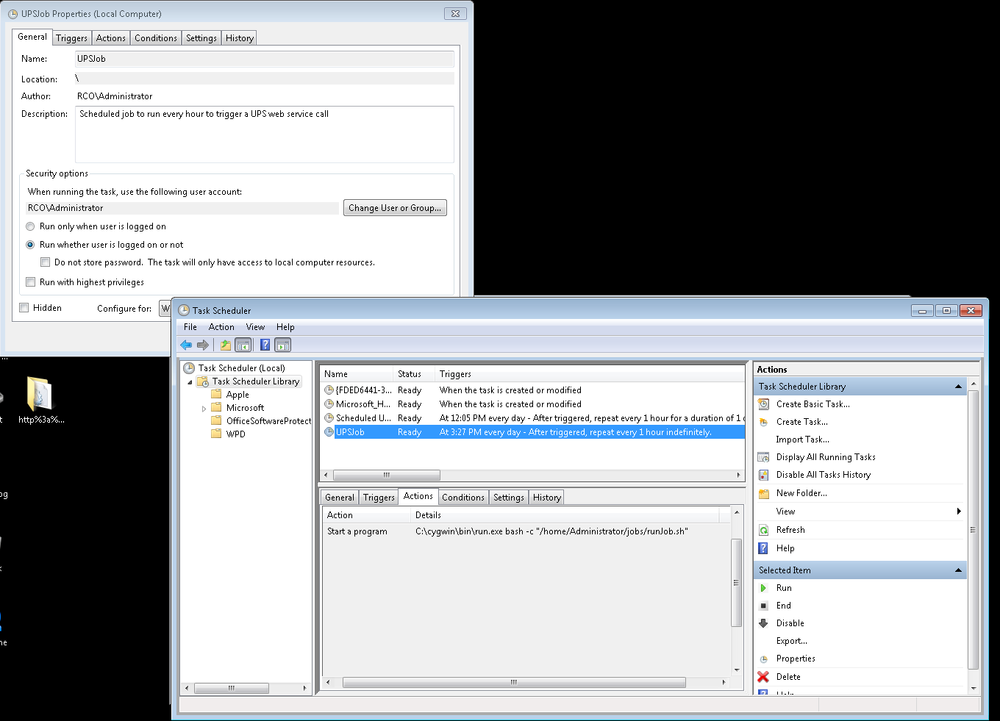 UPSJob Properties (Local Computer)
General Triggers Actions Conditions Settings History
Name: UPSJob
Location: \
Author: RCO\Administrator
Description: Scheduled job to run every hour to trigger a UPS web service call
Security options
When running the task, use the following user account:
RCO\Administrator Change User or Group...
Run only when user is logged on
Run whether user is logged on or not
Do not store password. The task will only have access to local computer resources.
Run with highest privileges
Hidden Configure for: W
http%3a%...
Task Scheduler
File Action View Help
Task Scheduler (Local)
Task Scheduler Library
Apple
Microsoft
OfficeSoftwareProtect
WPD
Name Status Triggers
{FDED6441-3... Ready When the task is created or modified
Microsoft_H... Ready When the task is created or modified
Scheduled U... Ready At 12:05 PM every day - After triggered, repeat every 1 hour for a duration of 1
UPSJob Ready At 3:27 PM every day - After triggered, repeat every 1 hour indefinitely.
General Triggers Actions Conditions Settings History
Action Details
Start a program C:\cygwin\bin\run.exe bash -c "/home/Administrator/jobs/runJob.sh"
Actions
Task Scheduler Library
Create Basic Task...
Create Task...
Import Task...
Display All Running Tasks
Disable All Tasks History
New Folder...
View
Refresh
Help
Selected Item
Run
End
Disable
Export...
Properties
Delete
Help